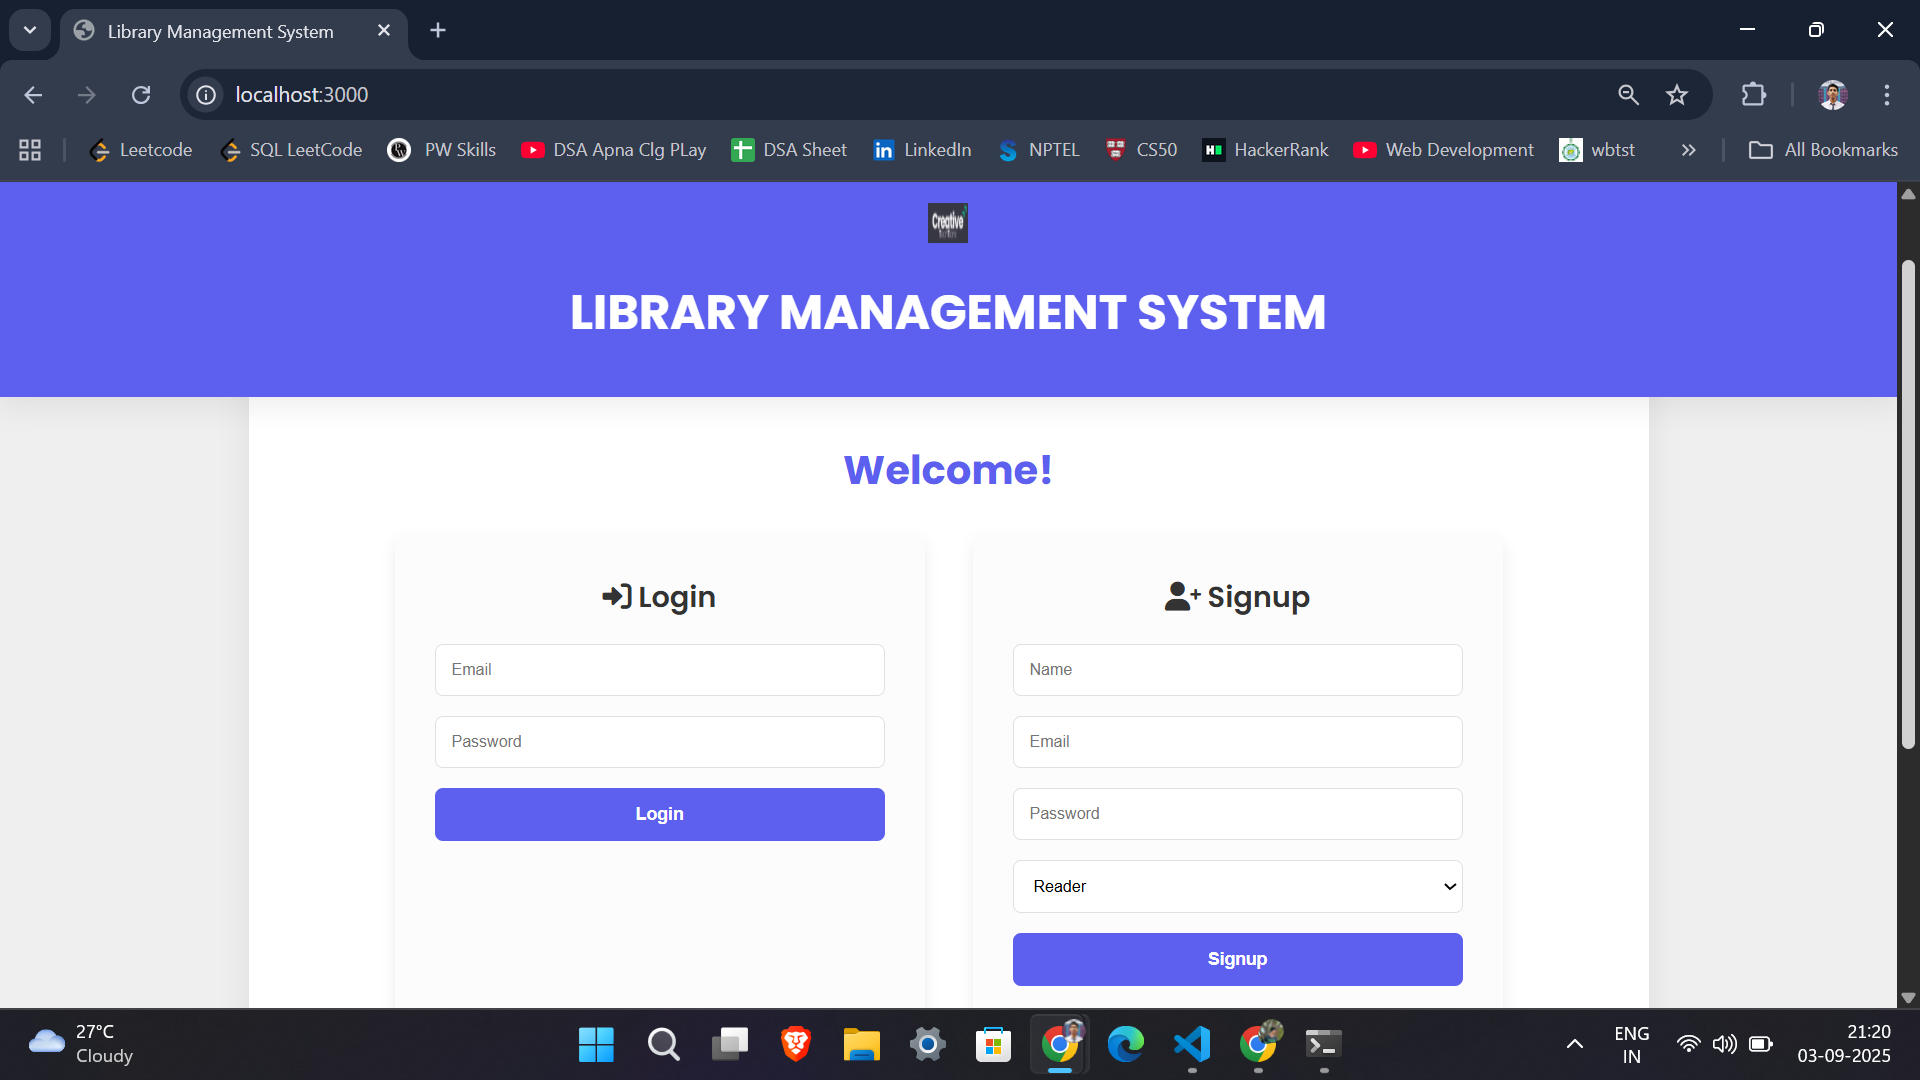 Library Management System
localhost:3000
Leetcode
SQL LeetCode
PW Skills
DSA Apna Clg PLay
DSA Sheet
LinkedIn
NPTEL
CS50
HackerRank
Web Development
wbtst
All Bookmarks
Creative
LIBRARY MANAGEMENT SYSTEM
Welcome!
Login
Email
Password
Login
Signup
Name
Email
Password
Reader
Signup
27°C
Cloudy
ENG
IN
21:20
03-09-2025